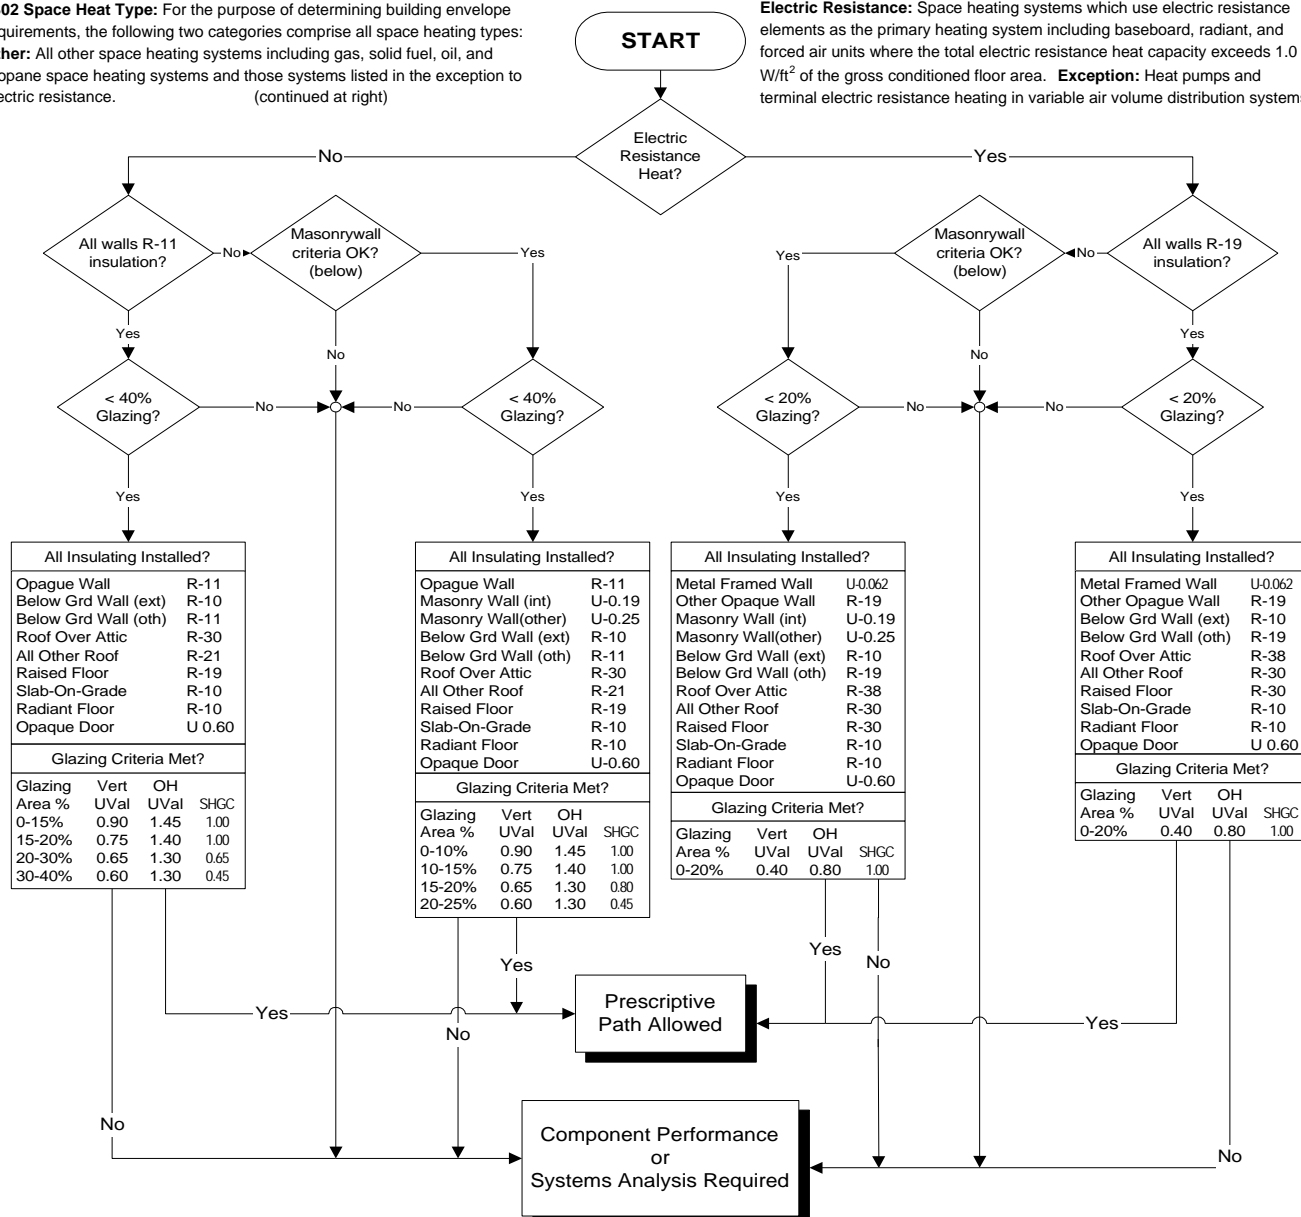 02 Space Heat Type: For the purpose of determining building envelope
quirements, the following two categories comprise all space heating types:
her: All other space heating systems including gas, solid fuel, oil, and
opane space heating systems and those systems listed in the exception to
ectric resistance. (continued at right)
START
Electric Resistance: Space heating systems which use electric resistance
elements as the primary heating system including baseboard, radiant, and
forced air units where the total electric resistance heat capacity exceeds 1.0
W/ft2 of the gross conditioned floor area. Exception: Heat pumps and
terminal electric resistance heating in variable air volume distribution systems
Electric
Resistance
Heat?
No
Yes
All walls R-11
insulation?
No
Masonrywall
criteria OK?
(below)
Yes
Yes
Masonrywall
criteria OK?
(below)
No
All walls R-19
insulation?
Yes
No
No
Yes
< 40%
Glazing?
No
No
< 40%
Glazing?
< 20%
Glazing?
No
No
< 20%
Glazing?
Yes
Yes
Yes
Yes
All Insulating Installed?
Opague Wall R-11
Below Grd Wall (ext) R-10
Below Grd Wall (oth) R-11
Roof Over Attic R-30
All Other Roof R-21
Raised Floor R-19
Slab-On-Grade R-10
Radiant Floor R-10
Opaque Door U 0.60
Glazing Criteria Met?
Glazing Vert OH
Area % UVal UVal SHGC
0-15% 0.90 1.45 1.00
15-20% 0.75 1.40 1.00
20-30% 0.65 1.30 0.65
30-40% 0.60 1.30 0.45
All Insulating Installed?
Opague Wall R-11
Masonry Wall (int) U-0.19
Masonry Wall(other) U-0.25
Below Grd Wall (ext) R-10
Below Grd Wall (oth) R-11
Roof Over Attic R-30
All Other Roof R-21
Raised Floor R-19
Slab-On-Grade R-10
Radiant Floor R-10
Opaque Door U-0.60
Glazing Criteria Met?
Glazing Vert OH
Area % UVal UVal SHGC
0-10% 0.90 1.45 1.00
10-15% 0.75 1.40 1.00
15-20% 0.65 1.30 0.80
20-25% 0.60 1.30 0.45
All Insulating Installed?
Metal Framed Wall U-0.062
Other Opaque Wall R-19
Masonry Wall (int) U-0.19
Masonry Wall(other) U-0.25
Below Grd Wall (ext) R-10
Below Grd Wall (oth) R-19
Roof Over Attic R-38
All Other Roof R-30
Raised Floor R-30
Slab-On-Grade R-10
Radiant Floor R-10
Opaque Door U-0.60
Glazing Criteria Met?
Glazing Vert OH
Area % UVal UVal SHGC
0-20% 0.40 0.80 1.00
All Insulating Installed?
Metal Framed Wall U-0.062
Other Opague Wall R-19
Below Grd Wall (ext) R-10
Below Grd Wall (oth) R-19
Roof Over Attic R-38
All Other Roof R-30
Raised Floor R-30
Slab-On-Grade R-10
Radiant Floor R-10
Opaque Door U 0.60
Glazing Criteria Met?
Glazing Vert OH
Area % UVal UVal SHGC
0-20% 0.40 0.80 1.00
Yes
Yes
No
Yes
No
Yes
Prescriptive
Path Allowed
No
No
Component Performance
or
Systems Analysis Required